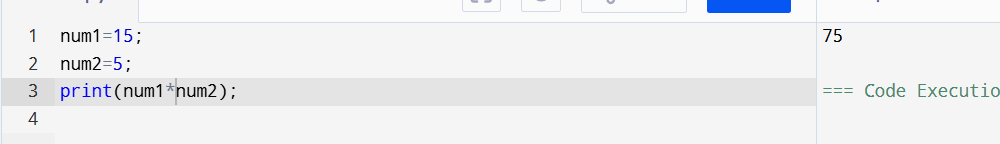 1 num1=15;
2 num2=5;
3 print(num1*num2);
4
75
=== Code Executio